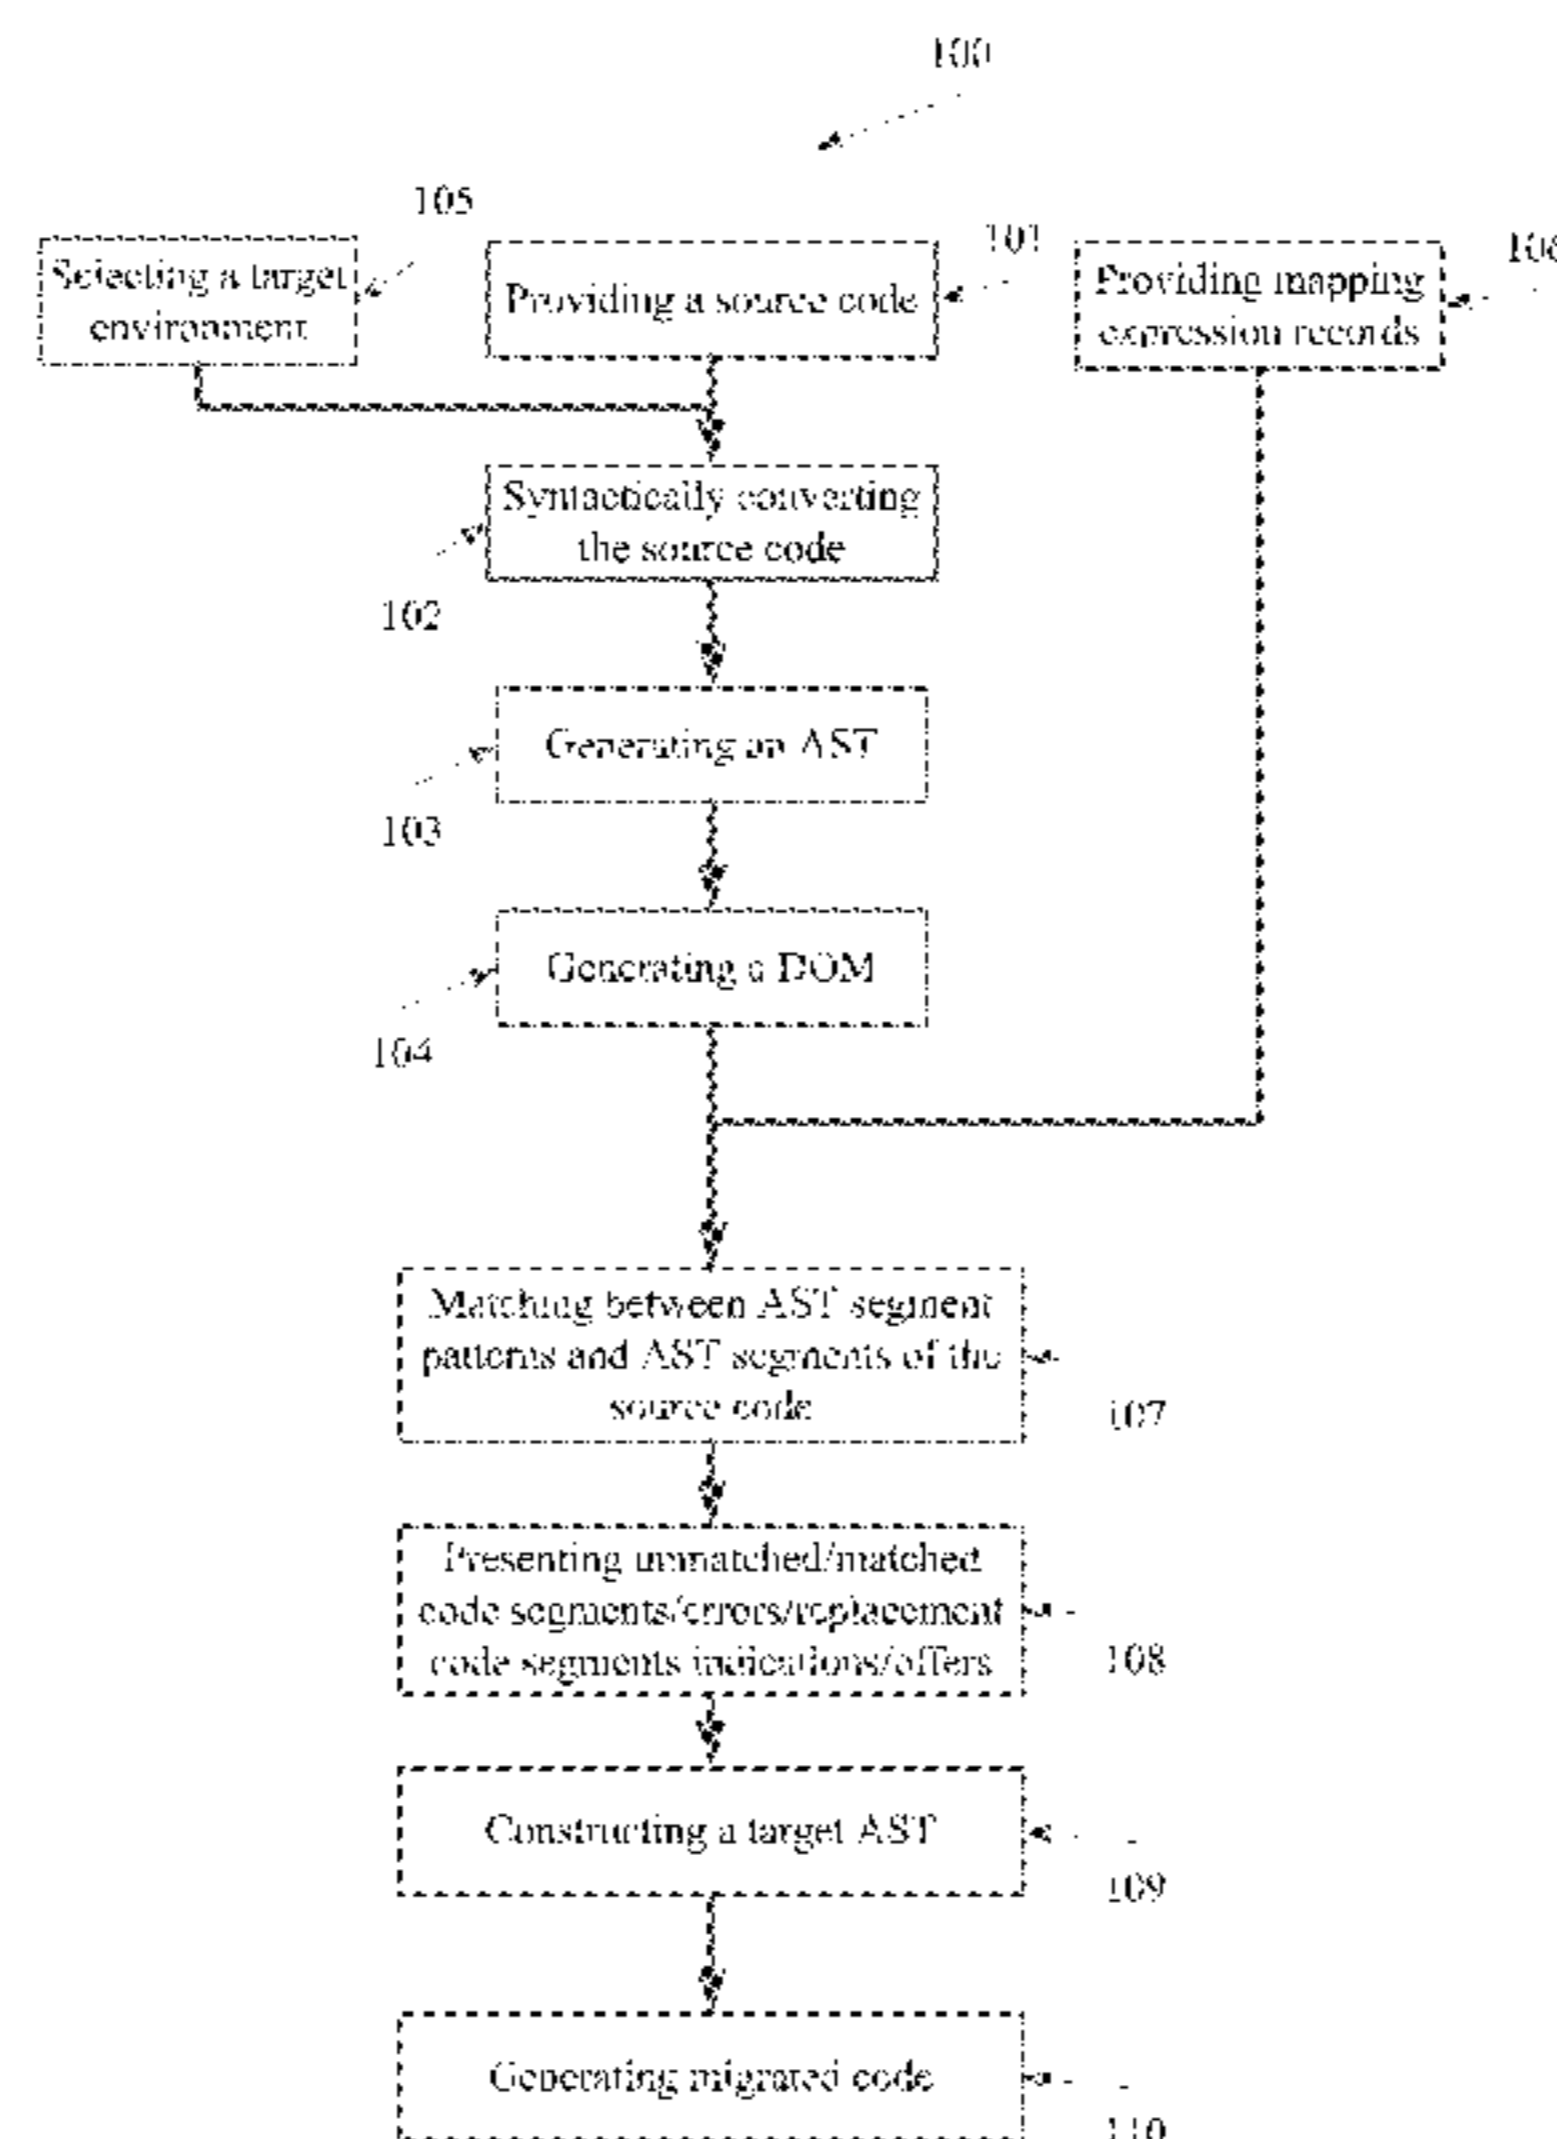 100
105
Selecting a target
environment
101
Providing a source code
106
Providing mapping
expression records
Syntactically converting
the source code
102
Generating an AST
103
Generating a DOM
104
Matching between AST segment
patterns and AST segments of the
source code
107
Presenting unmatched/matched
code segments/errors/replacement
code segments indications/offers
108
Constructing a target AST
109
Generating migrated code
110